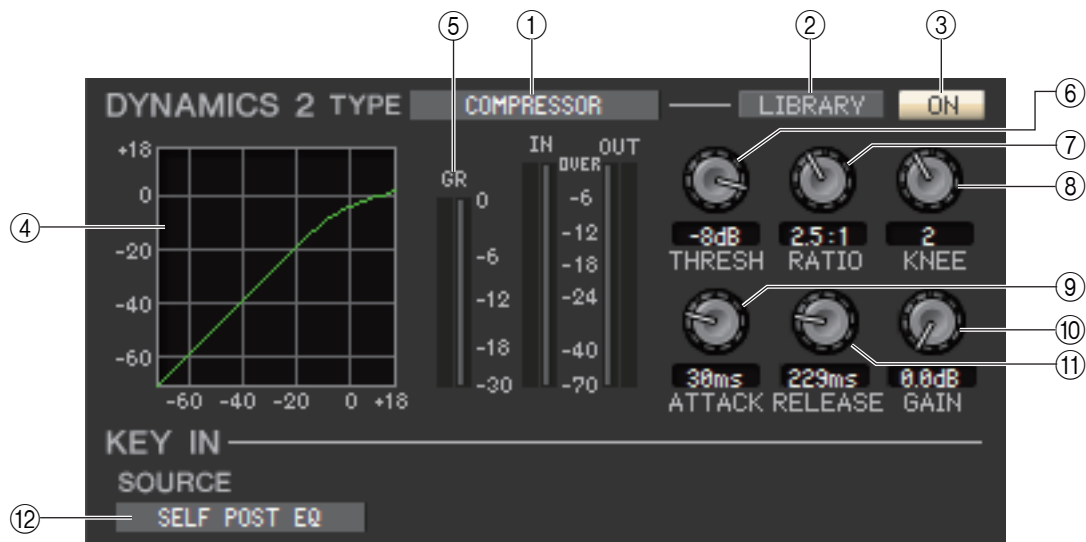 ⑤ ① ② ③
DYNAMICS 2 TYPE COMPRESSOR LIBRARY ON
⑥
⑦
⑧
④
+18
0
-20
-40
-60
-60 -40 -20 0 +18
GR
0
-6
-12
-18
-30
IN OUT
OVER
-6
-12
-18
-24
-40
-70
-8dB 2.5:1 2
THRESH RATIO KNEE
⑨
⑩
⑪
30ms 229ms 0.0dB
ATTACK RELEASE GAIN
KEY IN
SOURCE
⑫ SELF POST EQ